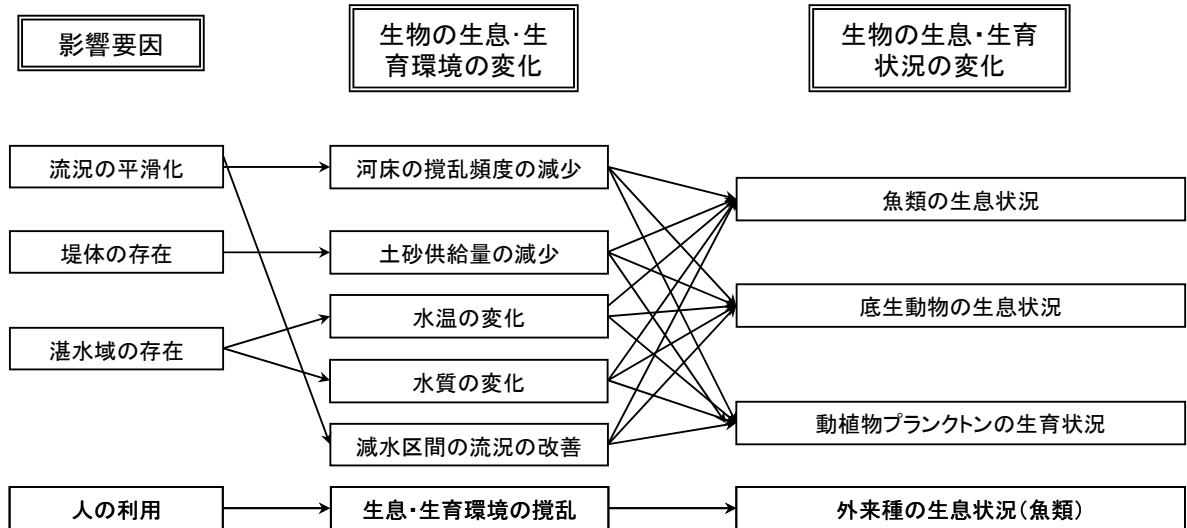 影響要因
生物の生息･生
育環境の変化
生物の生息・生育
状況の変化
流況の平滑化
河床の撹乱頻度の減少
魚類の生息状況
堤体の存在
土砂供給量の減少
底生動物の生息状況
湛水域の存在
水温の変化
水質の変化
動植物プランクトンの生育状況
減水区間の流況の改善
人の利用
生息・生育環境の撹乱
外来種の生息状況（魚類）